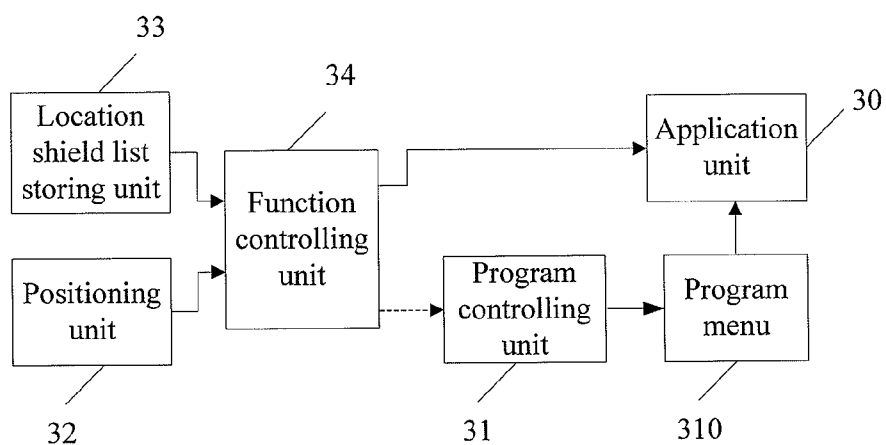 33
Location
shield list
storing unit
34
Function
controlling
unit
Application
unit
30
Positioning
unit
32
Program
controlling
unit
31
Program
menu
310